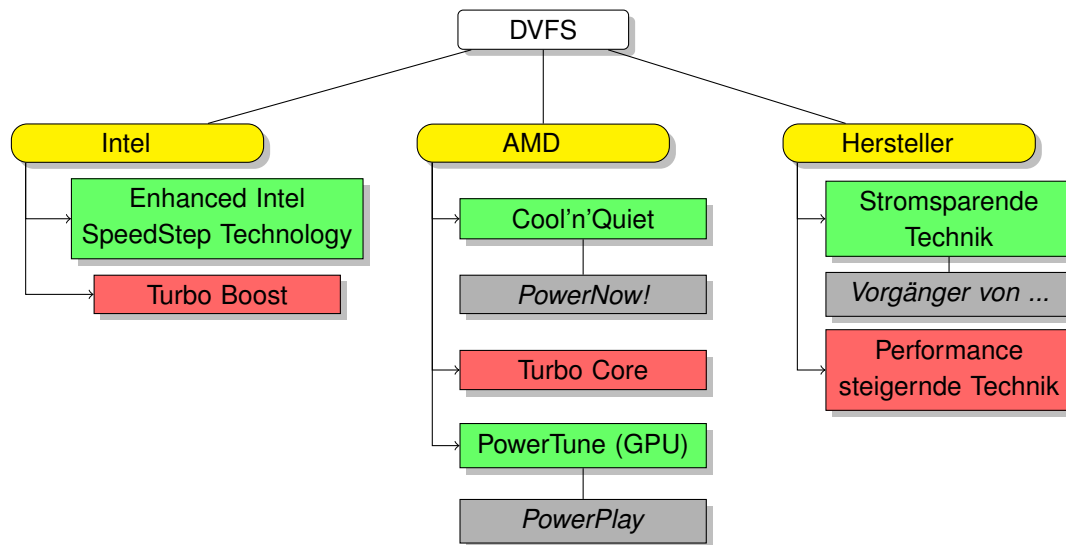 DVFS
Intel
AMD
Hersteller
Enhanced Intel
SpeedStep Technology
Turbo Boost
Cool'n'Quiet
PowerNow!
Turbo Core
PowerTune (GPU)
PowerPlay
Stromsparende
Technik
Vorgänger von ...
Performance
steigernde Technik